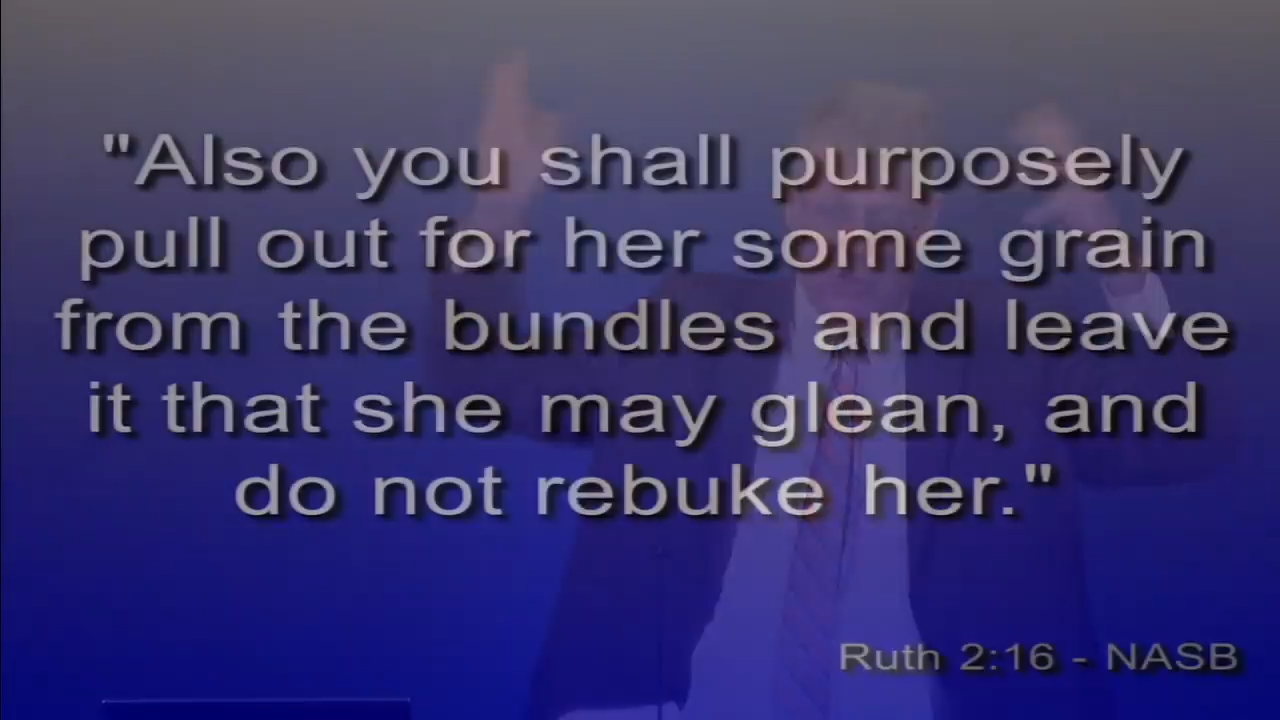 "Also you shall purposely
pull out for her some grain
from the bundles and leave
it that she may glean, and
do not rebuke her."
Ruth 2:16 - NASB